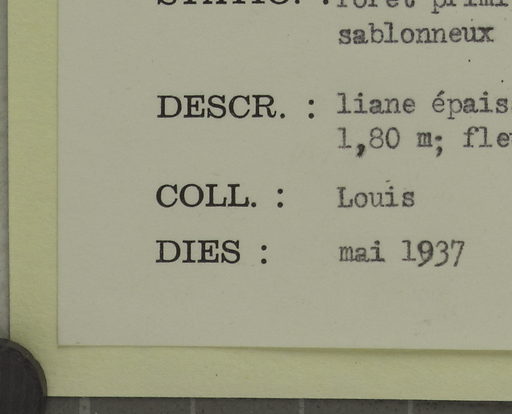 sablonneux
DESCR. : liane épais
1,80 m; fle
COLL. : Louis
DIES : mai 1937